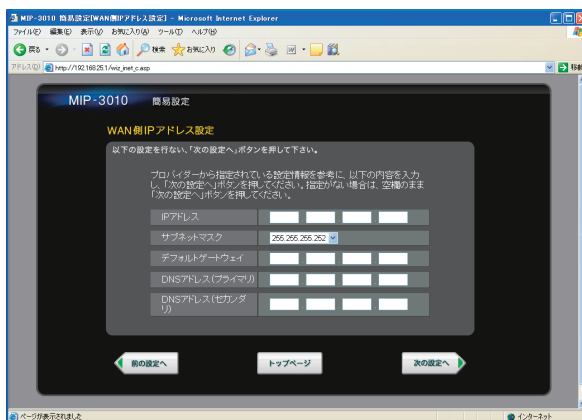 MIP-3010 簡易設定[WAN側IPアドレス設定] - Microsoft Internet Explorer
ファイル(F) 編集(E) 表示(V) お気に入り(A) ツール(T) ヘルプ(H)
戻る 検索 お気に入り
アドレス(D) http://192.168.25.1/wiz_inet_c.asp 移動
MIP-3010 簡易設定
WAN側IPアドレス設定
以下の設定を行ない、「次の設定へ」ボタンを押して下さい。
プロバイダーから指定されている設定情報を参考に、以下の内容を入力
し、「次の設定へ」ボタンを押してください。指定がない場合は、空欄のまま
「次の設定へ」ボタンを押してください。
IPアドレス
サブネットマスク 255.255.255.252
デフォルトゲートウェイ
DNSアドレス(プライマリ)
DNSアドレス(セカンダ
リ)
前の設定へ トップページ 次の設定へ
ページが表示されました インターネット